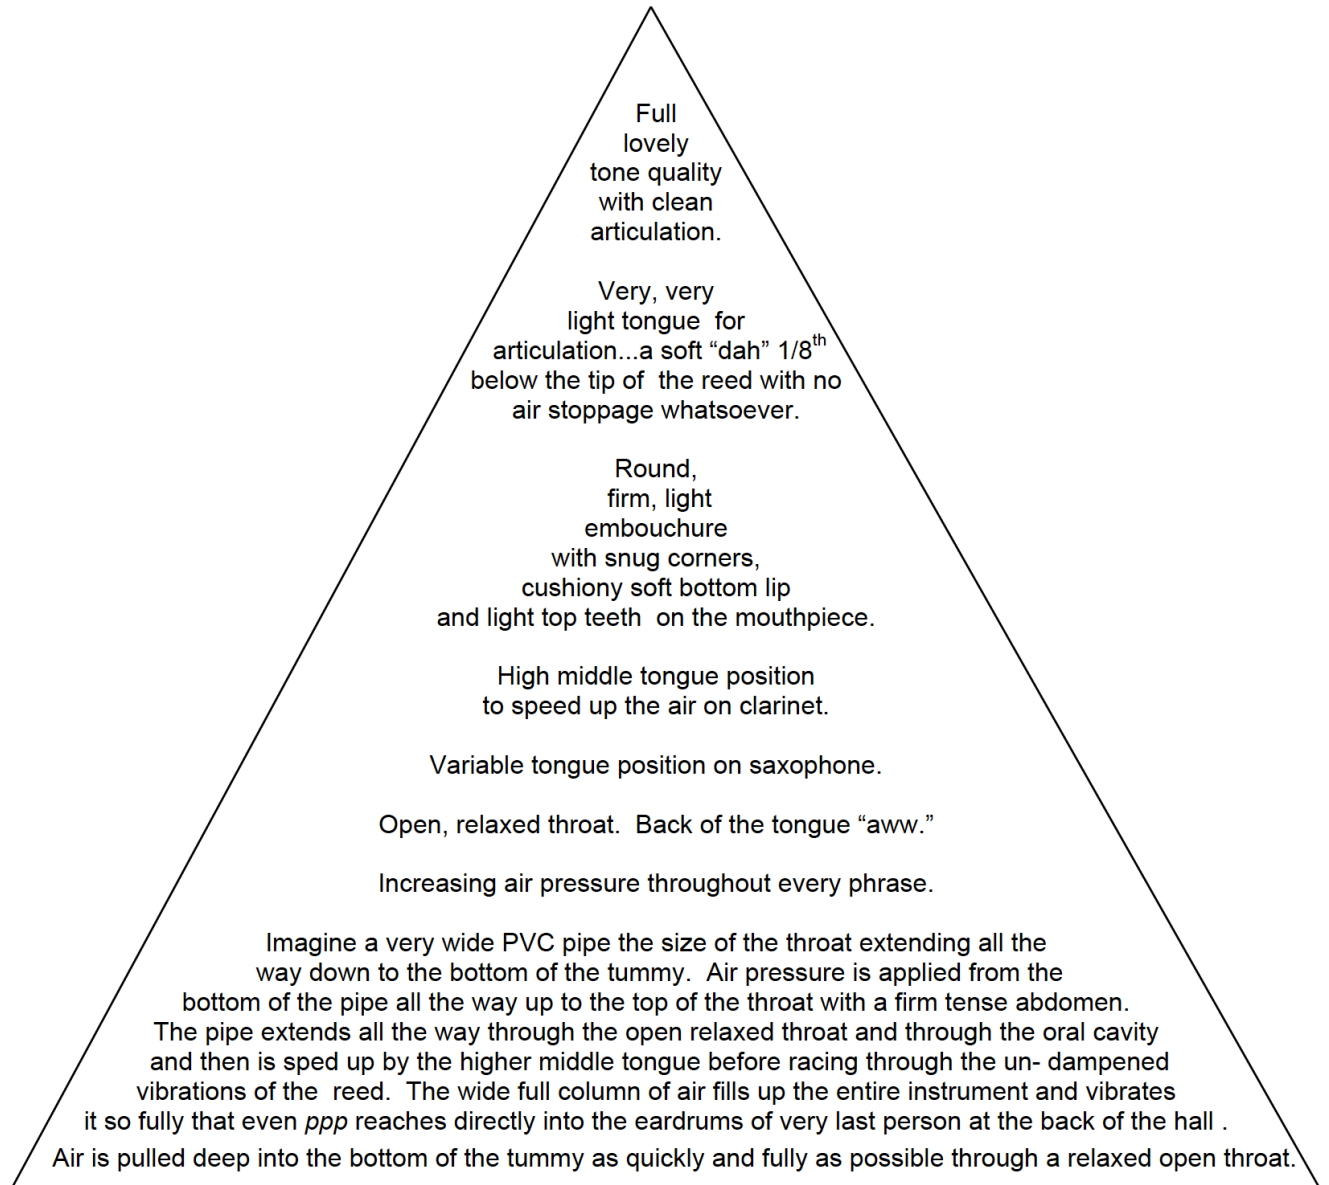 Full
lovely
tone quality
with clean
articulation.
Very, very
light tongue  for
articulation...a soft “dah” 1/8th
below the tip of  the reed with no
air stoppage whatsoever.
Round,
firm, light
embouchure
with snug corners,
cushiony soft bottom lip
and light top teeth  on the mouthpiece.
High middle tongue position
to speed up the air on clarinet.
Variable tongue position on saxophone.
Open, relaxed throat.  Back of the tongue “aww.”
Increasing air pressure throughout every phrase.
Imagine a very wide PVC pipe the size of the throat extending all the
way down to the bottom of the tummy.  Air pressure is applied from the
bottom of the pipe all the way up to the top of the throat with a firm tense abdomen.
The pipe extends all the way through the open relaxed throat and through the oral cavity
and then is sped up by the higher middle tongue before racing through the un- dampened
vibrations of the  reed.  The wide full column of air fills up the entire instrument and vibrates
it so fully that even ppp reaches directly into the eardrums of very last person at the back of the hall .
Air is pulled deep into the bottom of the tummy as quickly and fully as possible through a relaxed open throat.